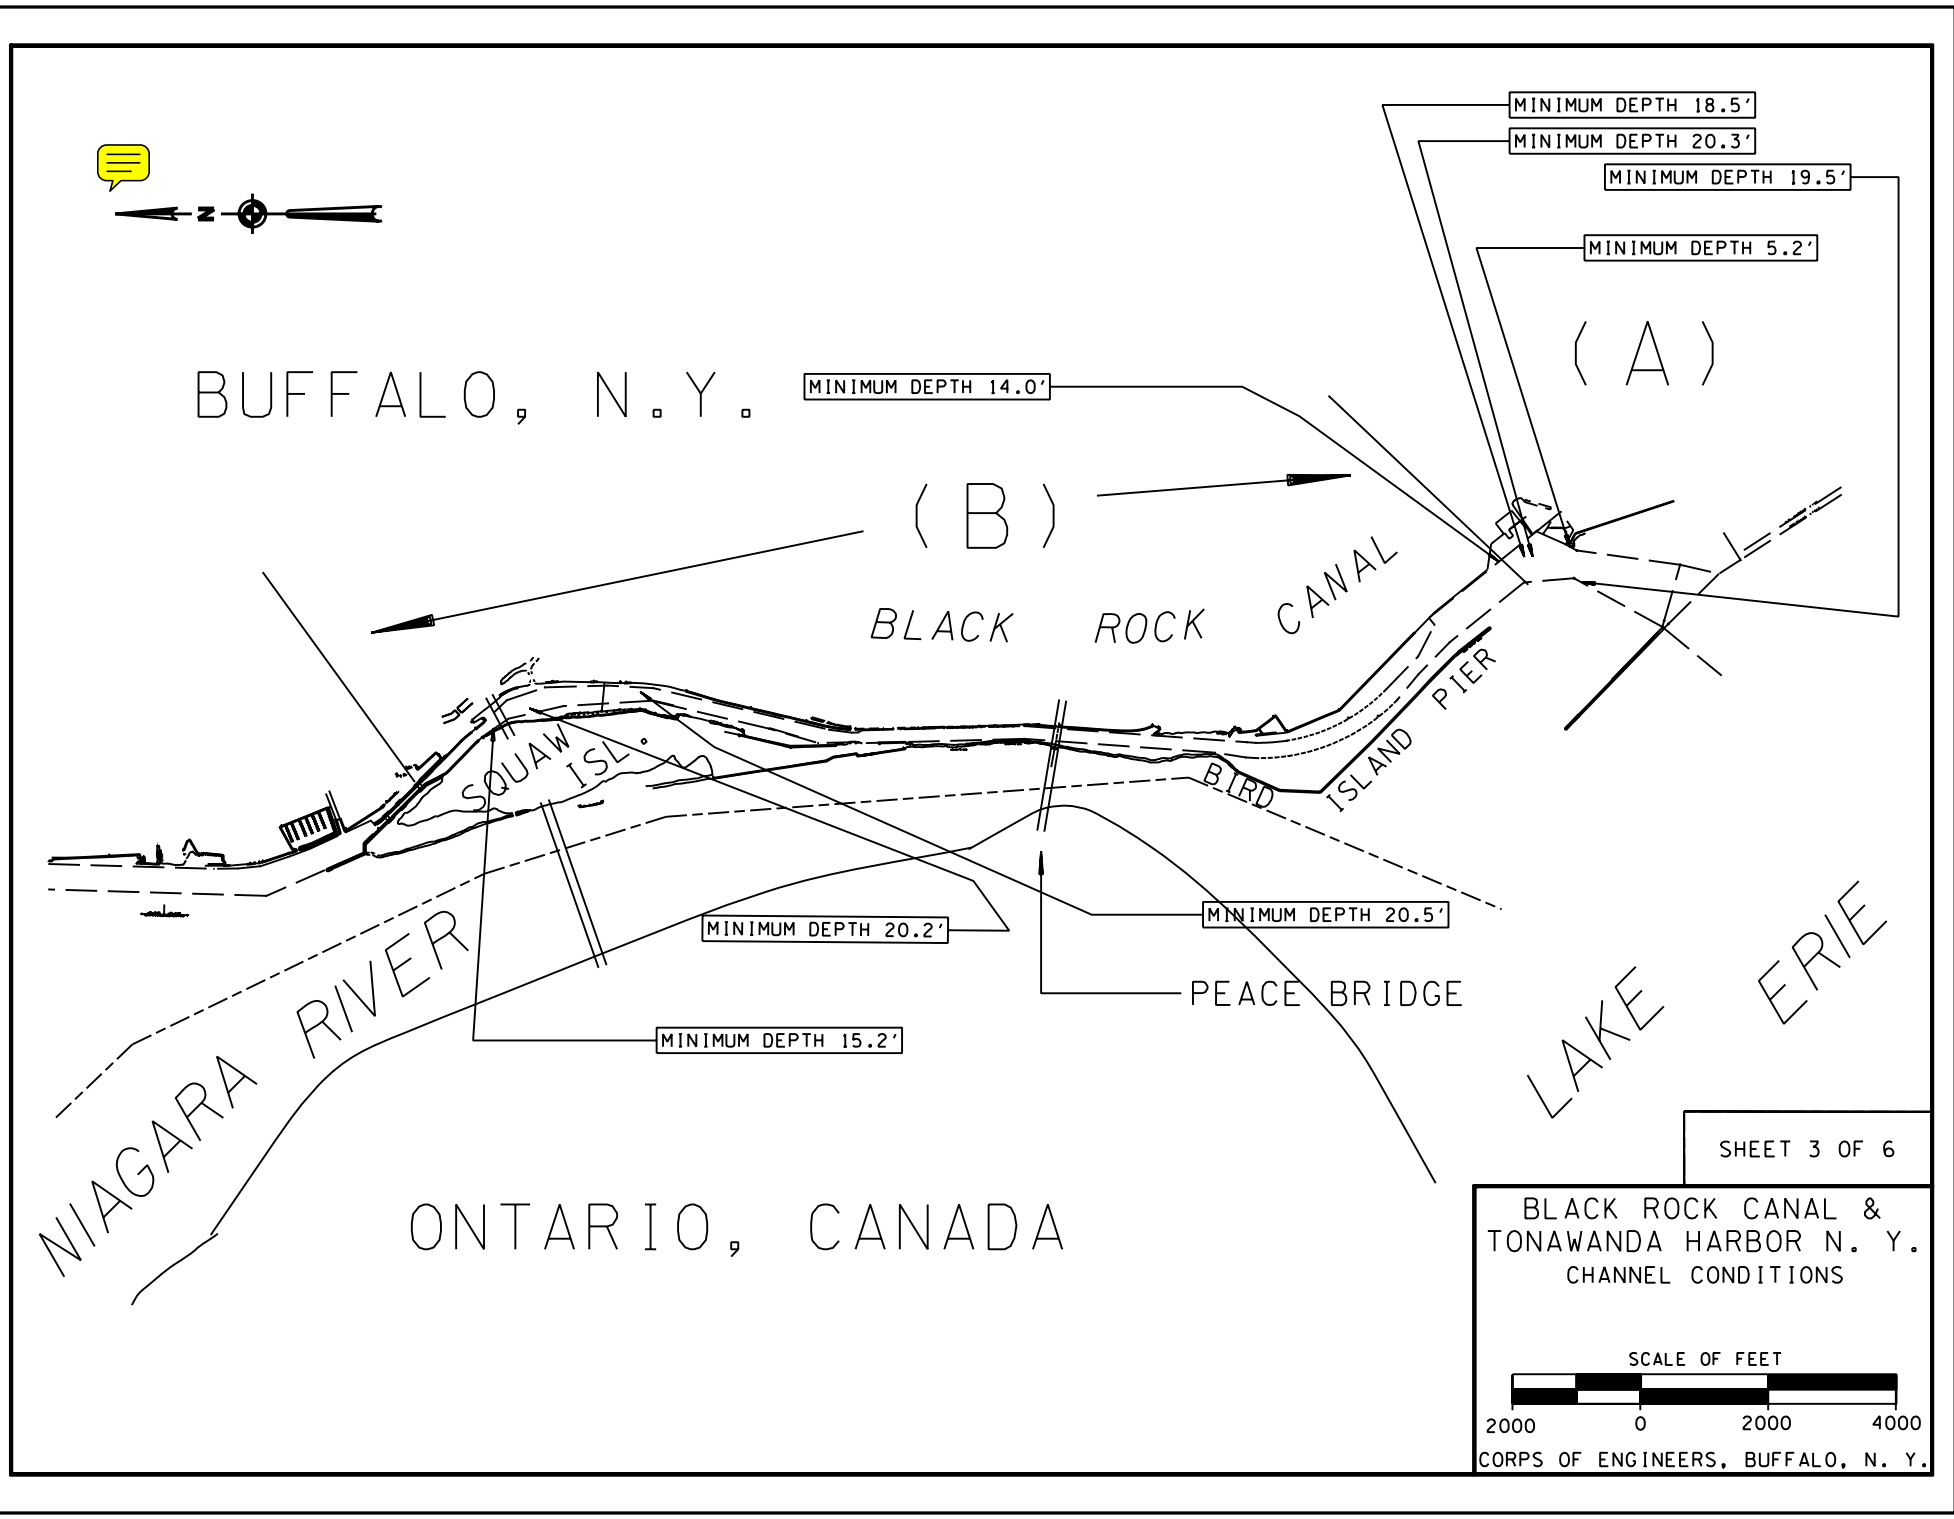 MINIMUM DEPTH 18.5'
MINIMUM DEPTH 20.3'
MINIMUM DEPTH 19.5'
N
MINIMUM DEPTH 5.2'
(A)
BUFFALO, N.Y.
MINIMUM DEPTH 14.0'
(B)
BLACK ROCK CANAL
SQUAW
ISL.
BIRD ISLAND PIER
MINIMUM DEPTH 20.2'
MINIMUM DEPTH 20.5'
PEACE BRIDGE
MINIMUM DEPTH 15.2'
NIAGARA RIVER
LAKE ERIE
ONTARIO, CANADA
SHEET 3 OF 6
BLACK ROCK CANAL &
TONAWANDA HARBOR N. Y.
CHANNEL CONDITIONS
SCALE OF FEET
2000 0 2000 4000
CORPS OF ENGINEERS, BUFFALO, N. Y.